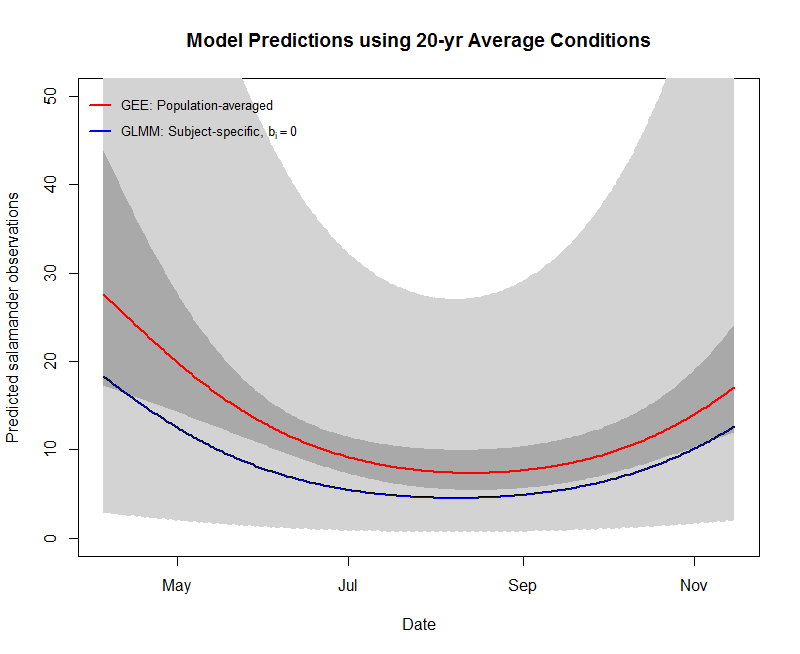 Model Predictions using 20-yr Average Conditions
GEE: Population-averaged
GLMM: Subject-specific, bᵢ = 0
Predicted salamander observations
50
40
30
20
10
0
May
Jul
Sep
Nov
Date